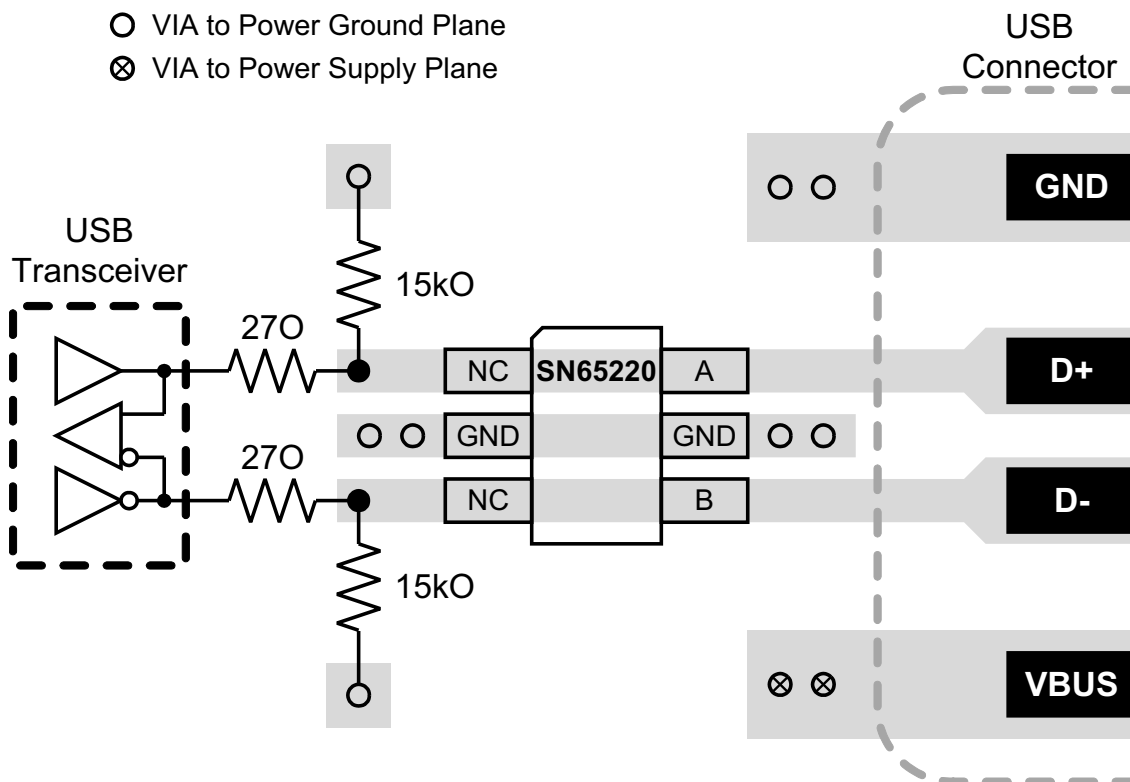 VIA to Power Ground Plane
VIA to Power Supply Plane
USB
Connector
GND
USB
Transceiver
15kO
27O
NC
SN65220
A
D+
GND
GND
27O
NC
B
D-
15kO
VBUS